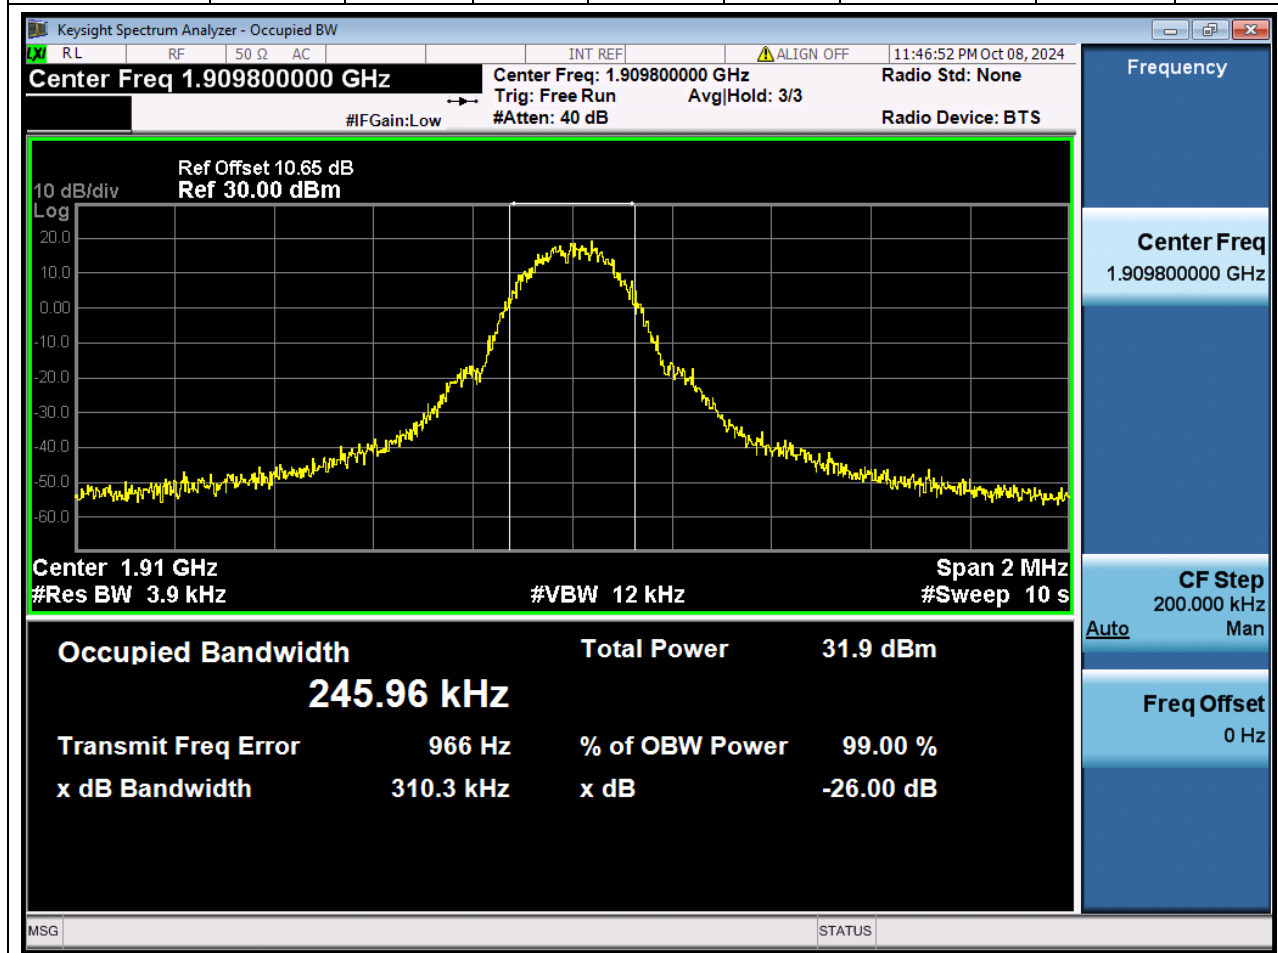 Keysight Spectrum Analyzer - Occupied BW
LXI RL RF 50 Ω AC INT REF ALIGN OFF 11:46:52 PM Oct 08, 2024
Center Freq 1.909800000 GHz Center Freq: 1.909800000 GHz Radio Std: None
Trig: Free Run Avg|Hold: 3/3
#IFGain:Low #Atten: 40 dB Radio Device: BTS
Ref Offset 10.65 dB
10 dB/div Ref 30.00 dBm
Log
20.0
10.0
0.00
-10.0
-20.0
-30.0
-40.0
-50.0
-60.0
Center 1.91 GHz Span 2 MHz
#Res BW 3.9 kHz #VBW 12 kHz #Sweep 10 s
Occupied Bandwidth Total Power 31.9 dBm
245.96 kHz
Transmit Freq Error 966 Hz % of OBW Power 99.00 %
x dB Bandwidth 310.3 kHz x dB -26.00 dB
MSG STATUS
Frequency
Center Freq
1.909800000 GHz
CF Step
200.000 kHz
Auto Man
Freq Offset
0 Hz